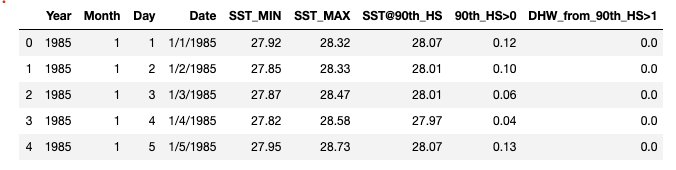 Year Month Day Date SST_MIN SST_MAX SST@90th_HS 90th_HS>0 DHW_from_90th_HS>1
0 1985 1 1 1/1/1985 27.92 28.32 28.07 0.12 0.0
1 1985 1 2 1/2/1985 27.85 28.33 28.01 0.10 0.0
2 1985 1 3 1/3/1985 27.87 28.47 28.01 0.06 0.0
3 1985 1 4 1/4/1985 27.82 28.58 27.97 0.04 0.0
4 1985 1 5 1/5/1985 27.95 28.73 28.07 0.13 0.0